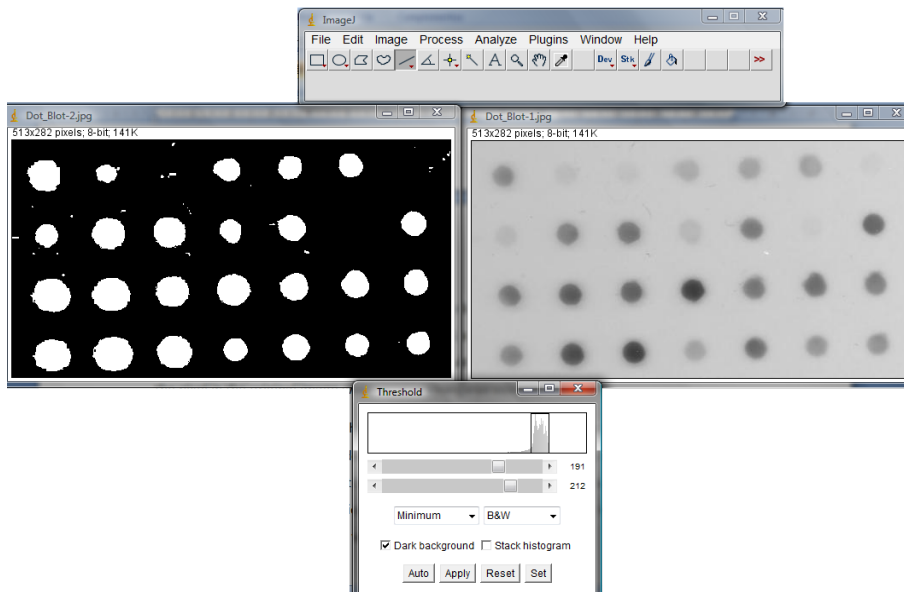 ImageJ
File Edit Image Process Analyze Plugins Window Help
Dev Stk >>
Dot_Blot-2.jpg
513x282 pixels; 8-bit; 141K
Dot_Blot-1.jpg
513x282 pixels; 8-bit; 141K
Threshold
191
212
Minimum B&W
Dark background Stack histogram
Auto Apply Reset Set